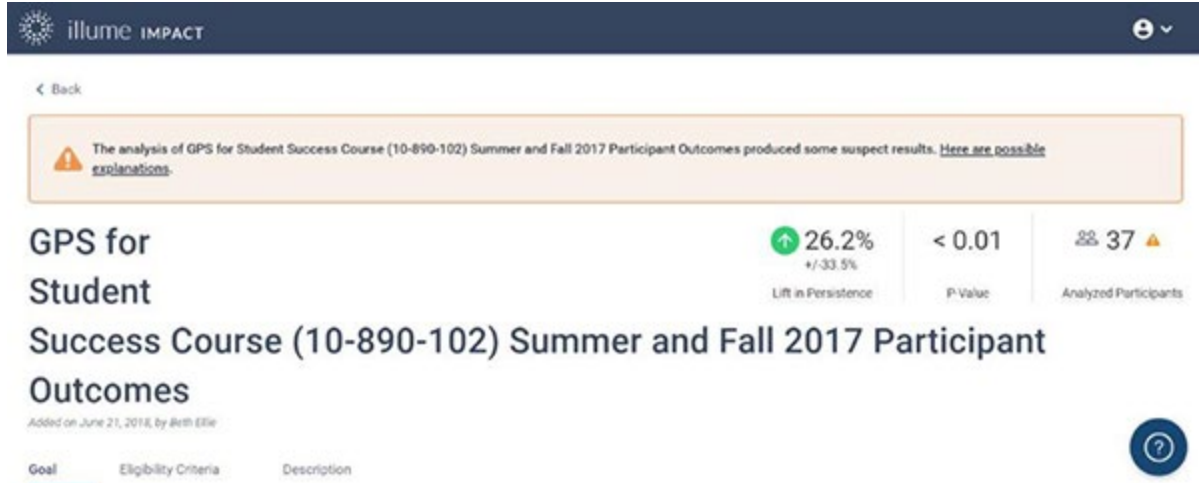 illume IMPACT
Back
The analysis of GPS for Student Success Course (10-890-102) Summer and Fall 2017 Participant Outcomes produced some suspect results. Here are possible
explanations.
GPS for
Student
Success Course (10-890-102) Summer and Fall 2017 Participant
Outcomes
26.2%
+/-33.5%
Lift in Persistence
< 0.01
P-Value
37
Analyzed Participants
Added on June 21, 2018, by Beth Ellie
Goal Eligibility Criteria Description
?